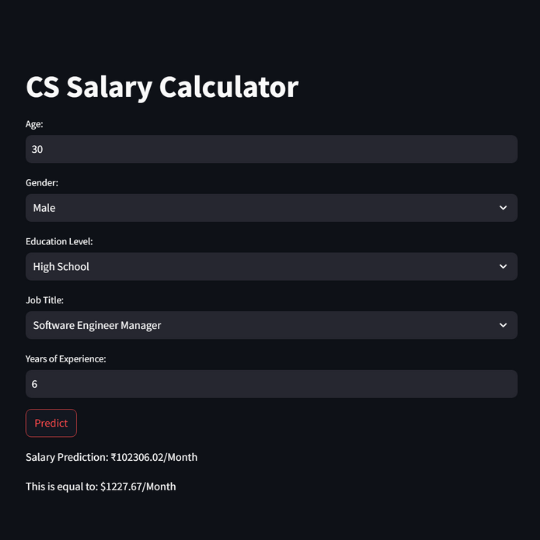 CS Salary Calculator
Age:
30
Gender:
Male
Education Level:
High School
Job Title:
Software Engineer Manager
Years of Experience:
6
Predict
Salary Prediction: ₹102306.02/Month
This is equal to: $1227.67/Month